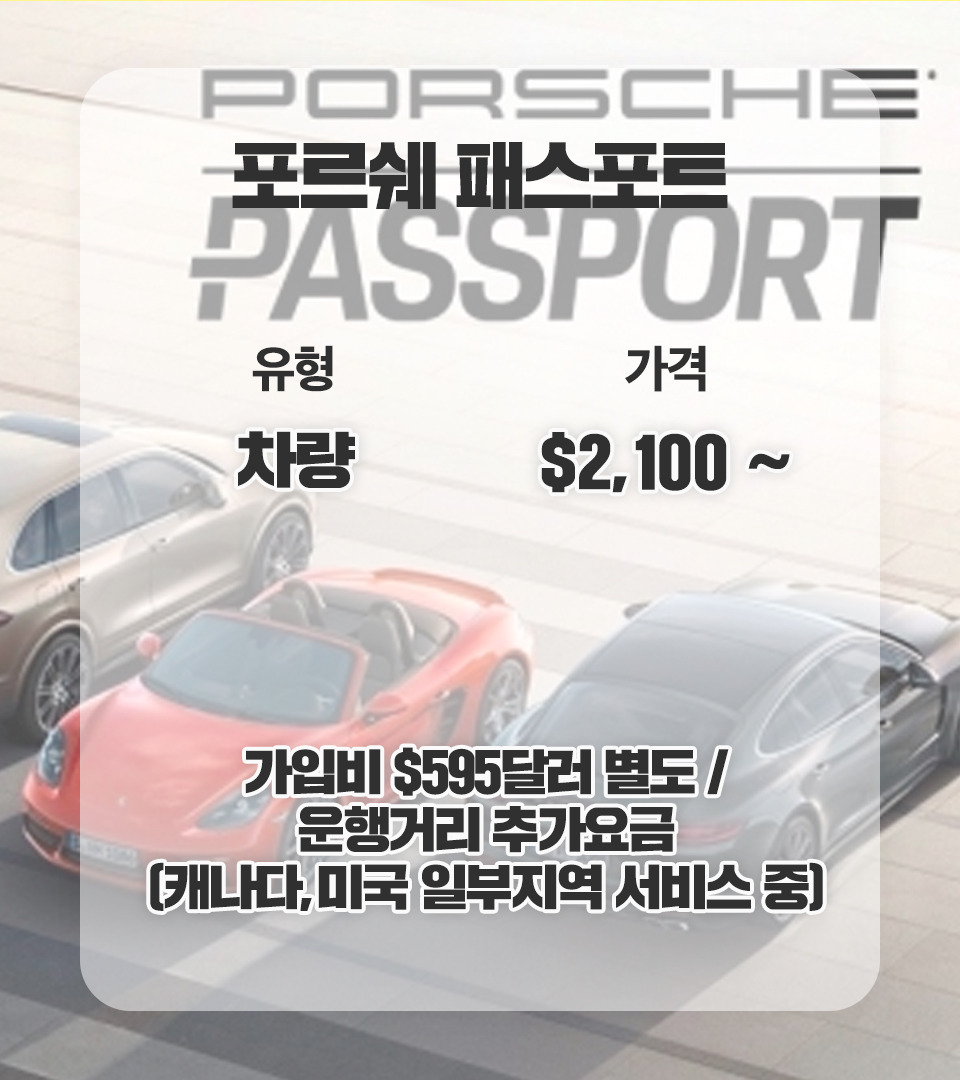 PORSCHE
포르쉐 패스포트
PASSPORT
유형 가격
차량 $2,100 ~
가입비 $595달러 별도 /
운행거리 추가요금
(캐나다,미국 일부지역 서비스 중)